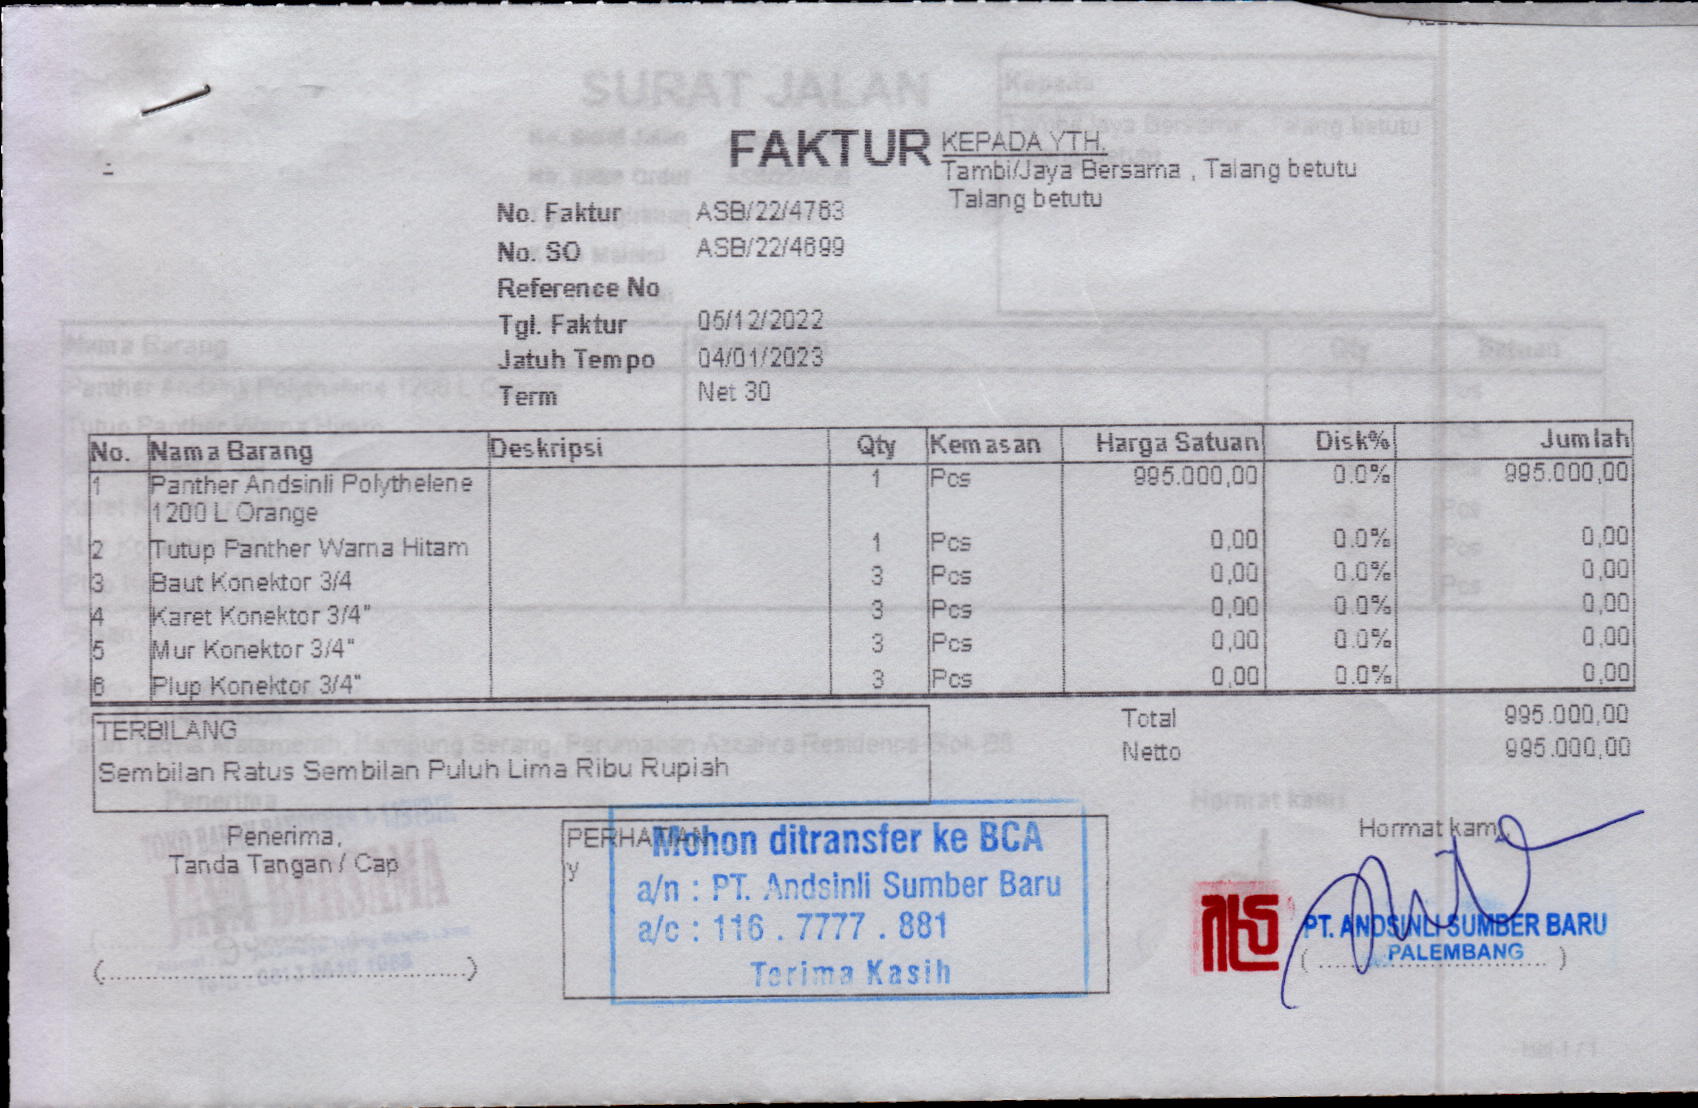 FAKTUR
KEPADA YTH.
Tambi/Jaya Bersama , Talang betutu
Talang betutu
No. Faktur ASB/22/4763
No. SO ASB/22/4699
Reference No
Tgl. Faktur 05/12/2022
Jatuh Tempo 04/01/2023
Term Net 30
No. Nama Barang Deskripsi Qty Kemasan Harga Satuan Disk% Jumlah
1 Panther Andsinli Polythelene 1 Pcs 995.000,00 0.0% 995.000,00
1200 L Orange
2 Tutup Panther Warna Hitam 1 Pcs 0,00 0.0% 0,00
3 Baut Konektor 3/4 3 Pcs 0,00 0.0% 0,00
4 Karet Konektor 3/4" 3 Pcs 0,00 0.0% 0,00
5 Mur Konektor 3/4" 3 Pcs 0,00 0.0% 0,00
6 Plup Konektor 3/4" 3 Pcs 0,00 0.0% 0,00
TERBILANG
Sembilan Ratus Sembilan Puluh Lima Ribu Rupiah
Total 995.000,00
Netto 995.000,00
Penerima,
Tanda Tangan / Cap
(.................................................)
PERHATIAN
y
Mohon ditransfer ke BCA
a/n : PT. Andsinli Sumber Baru
a/c : 116 . 7777 . 881
Terima Kasih
Hormat kami,
PT. ANDSINLI SUMBER BARU
PALEMBANG
( .............................. )
SURAT JALAN
Kepada
Nama Barang
Qty
Satuan